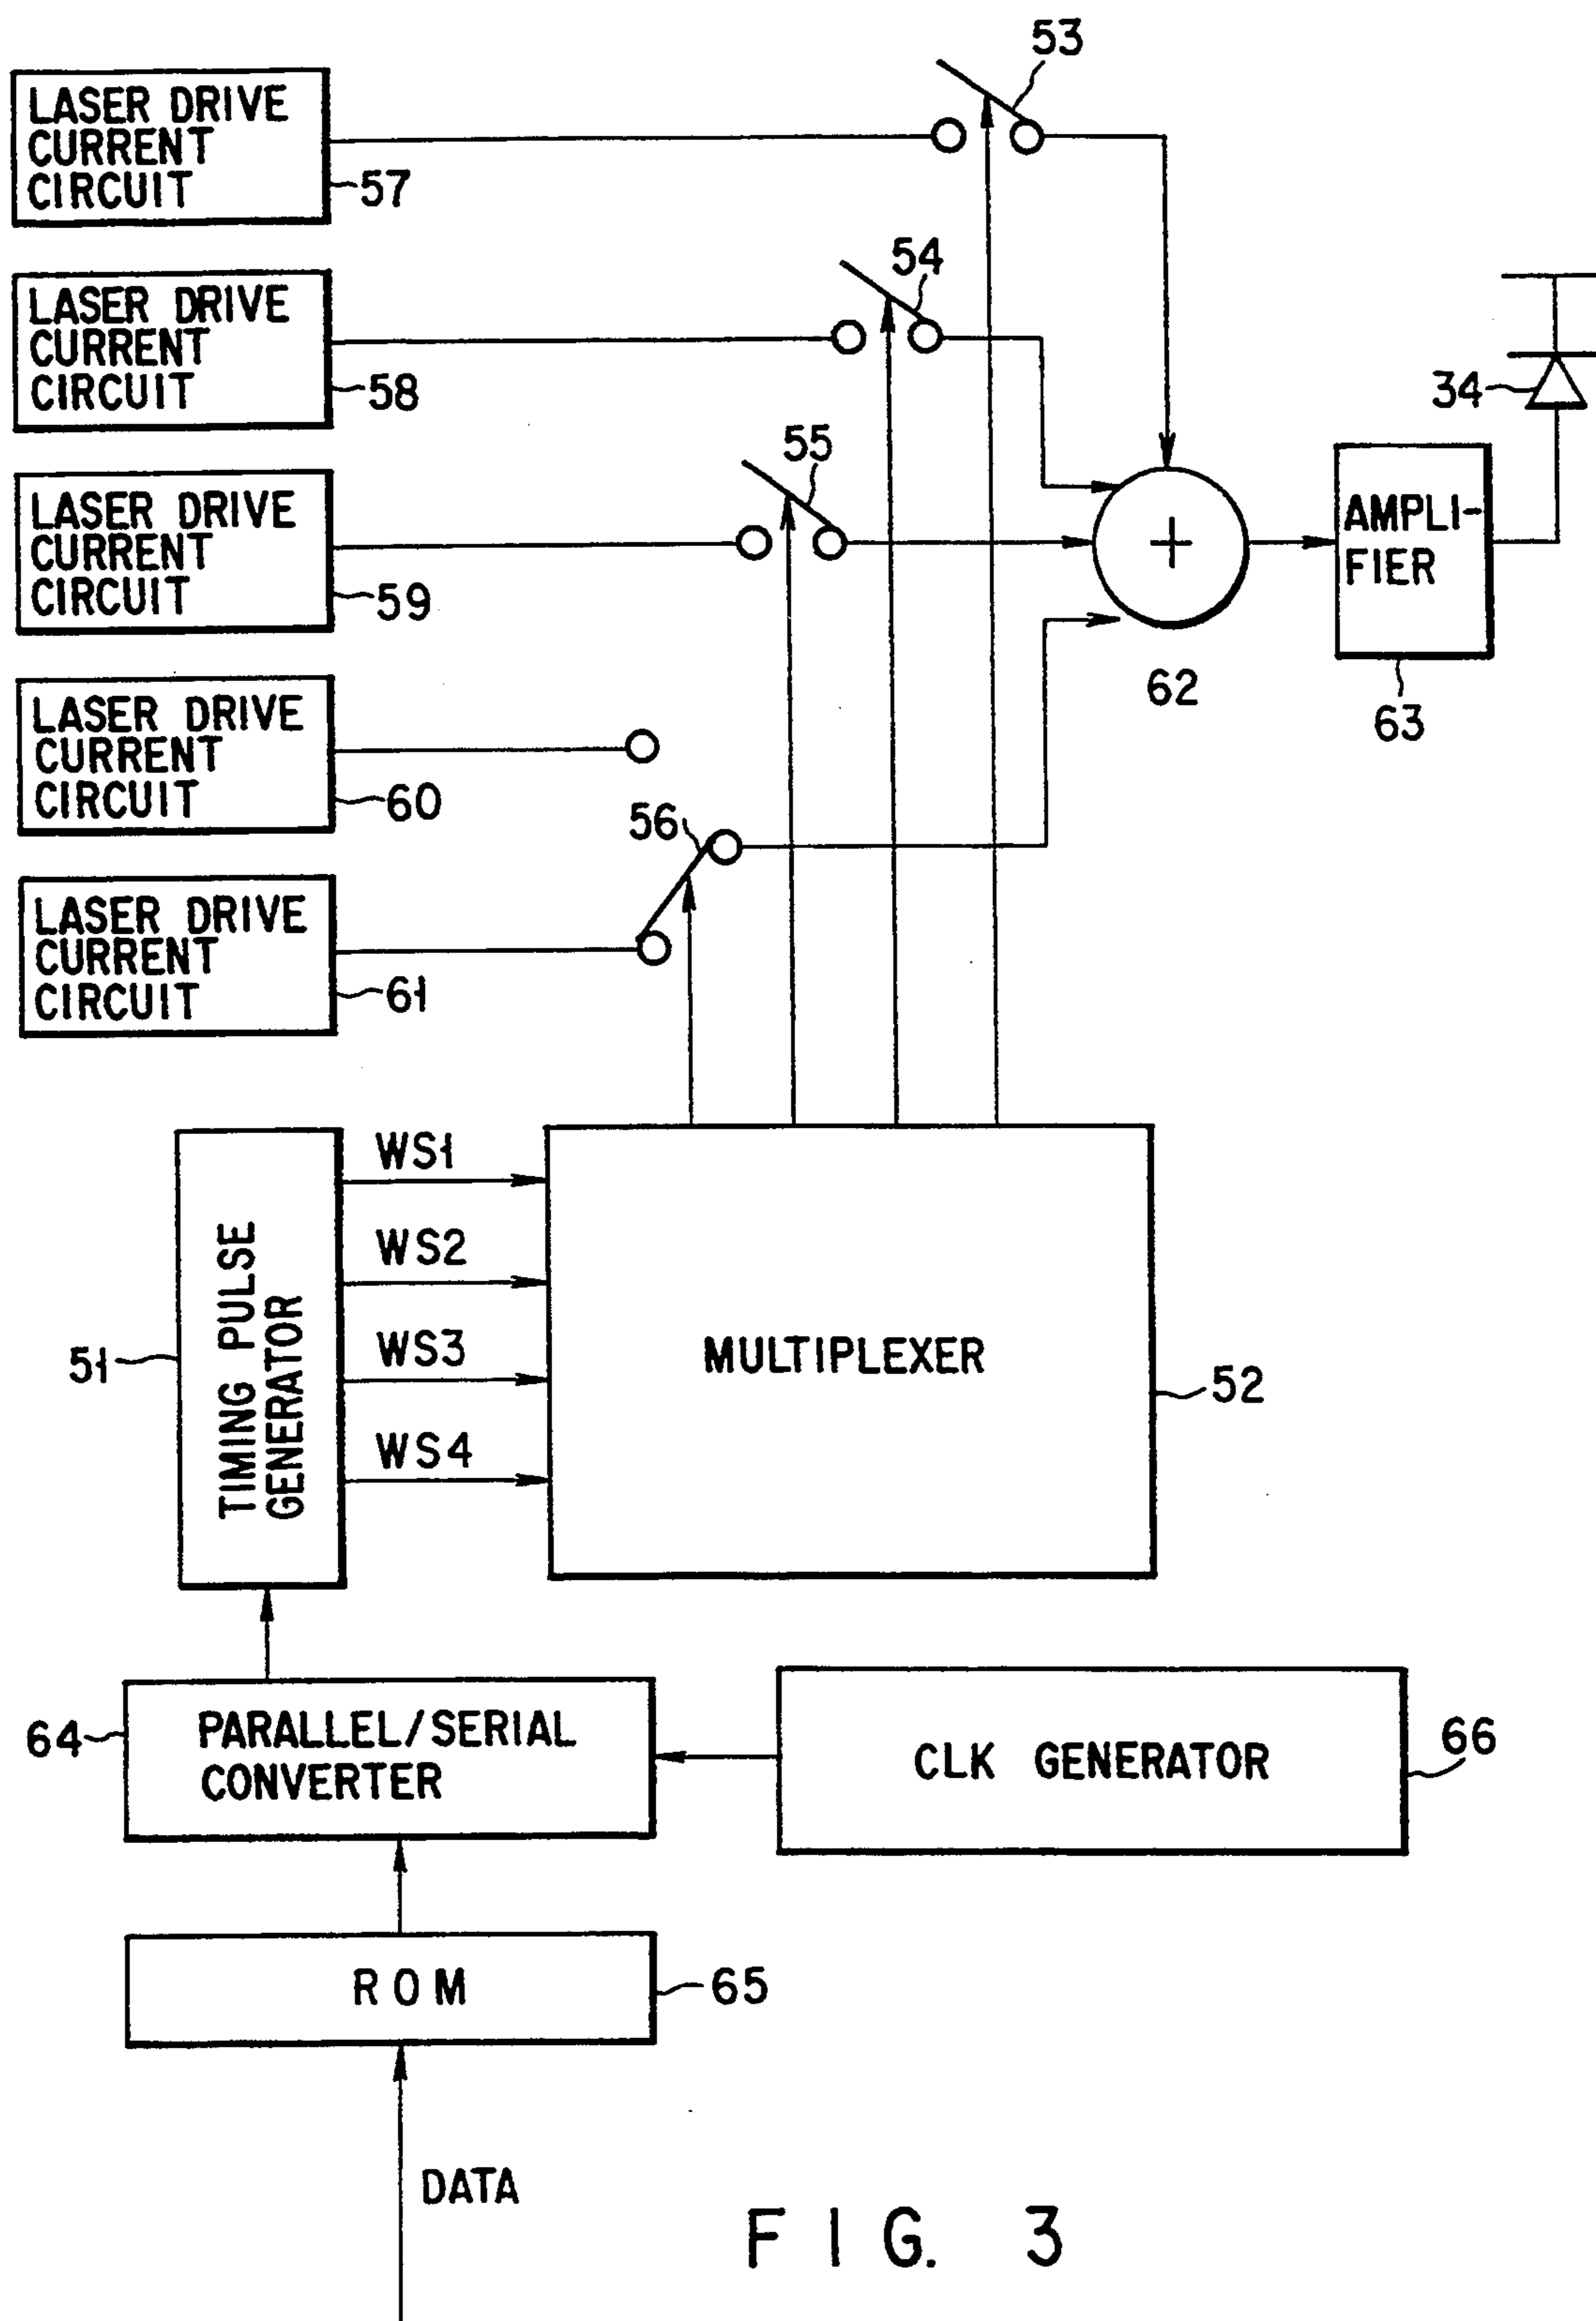 53
LASER DRIVE
CURRENT
CIRCUIT
57
54
LASER DRIVE
CURRENT
CIRCUIT
58
34
55
LASER DRIVE
CURRENT
CIRCUIT
59
AMPLI-
FIER
62
63
LASER DRIVE
CURRENT
CIRCUIT
60
56
LASER DRIVE
CURRENT
CIRCUIT
61
WS1
WS2
WS3
WS4
TIMING PULSE
GENERATOR
51
MULTIPLEXER
52
64
PARALLEL/SERIAL
CONVERTER
CLK GENERATOR
66
ROM
65
DATA
FIG. 3
+